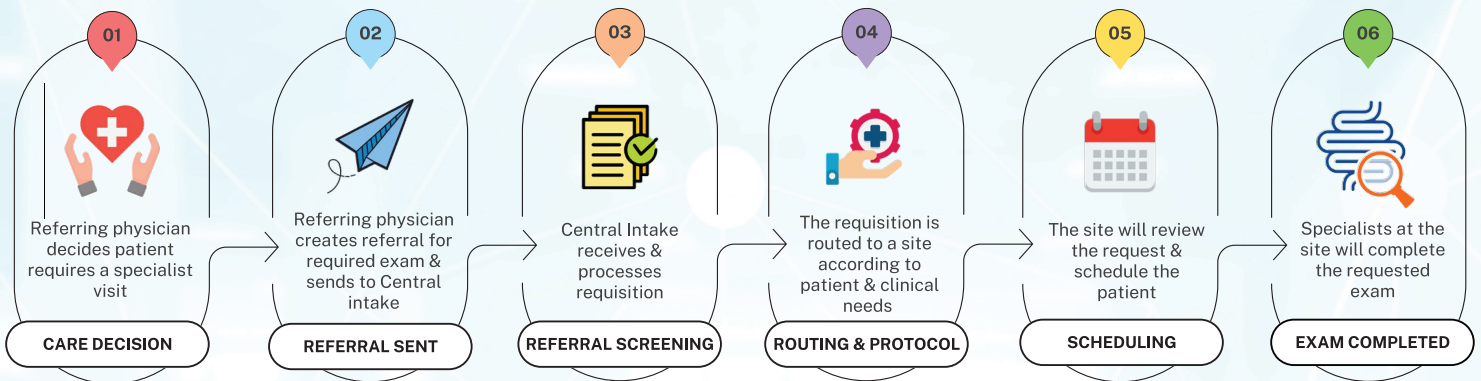 01
Referring physician
decides patient
requires a specialist
visit
CARE DECISION
02
Referring physician
creates referral for
required exam &
sends to Central
intake
REFERRAL SENT
03
Central Intake
receives &
processes
requisition
REFERRAL SCREENING
04
The requisition is
routed to a site
according to
patient & clinical
needs
ROUTING & PROTOCOL
05
The site will review
the request &
schedule the
patient
SCHEDULING
06
Specialists at the
site will complete
the requested
exam
EXAM COMPLETED